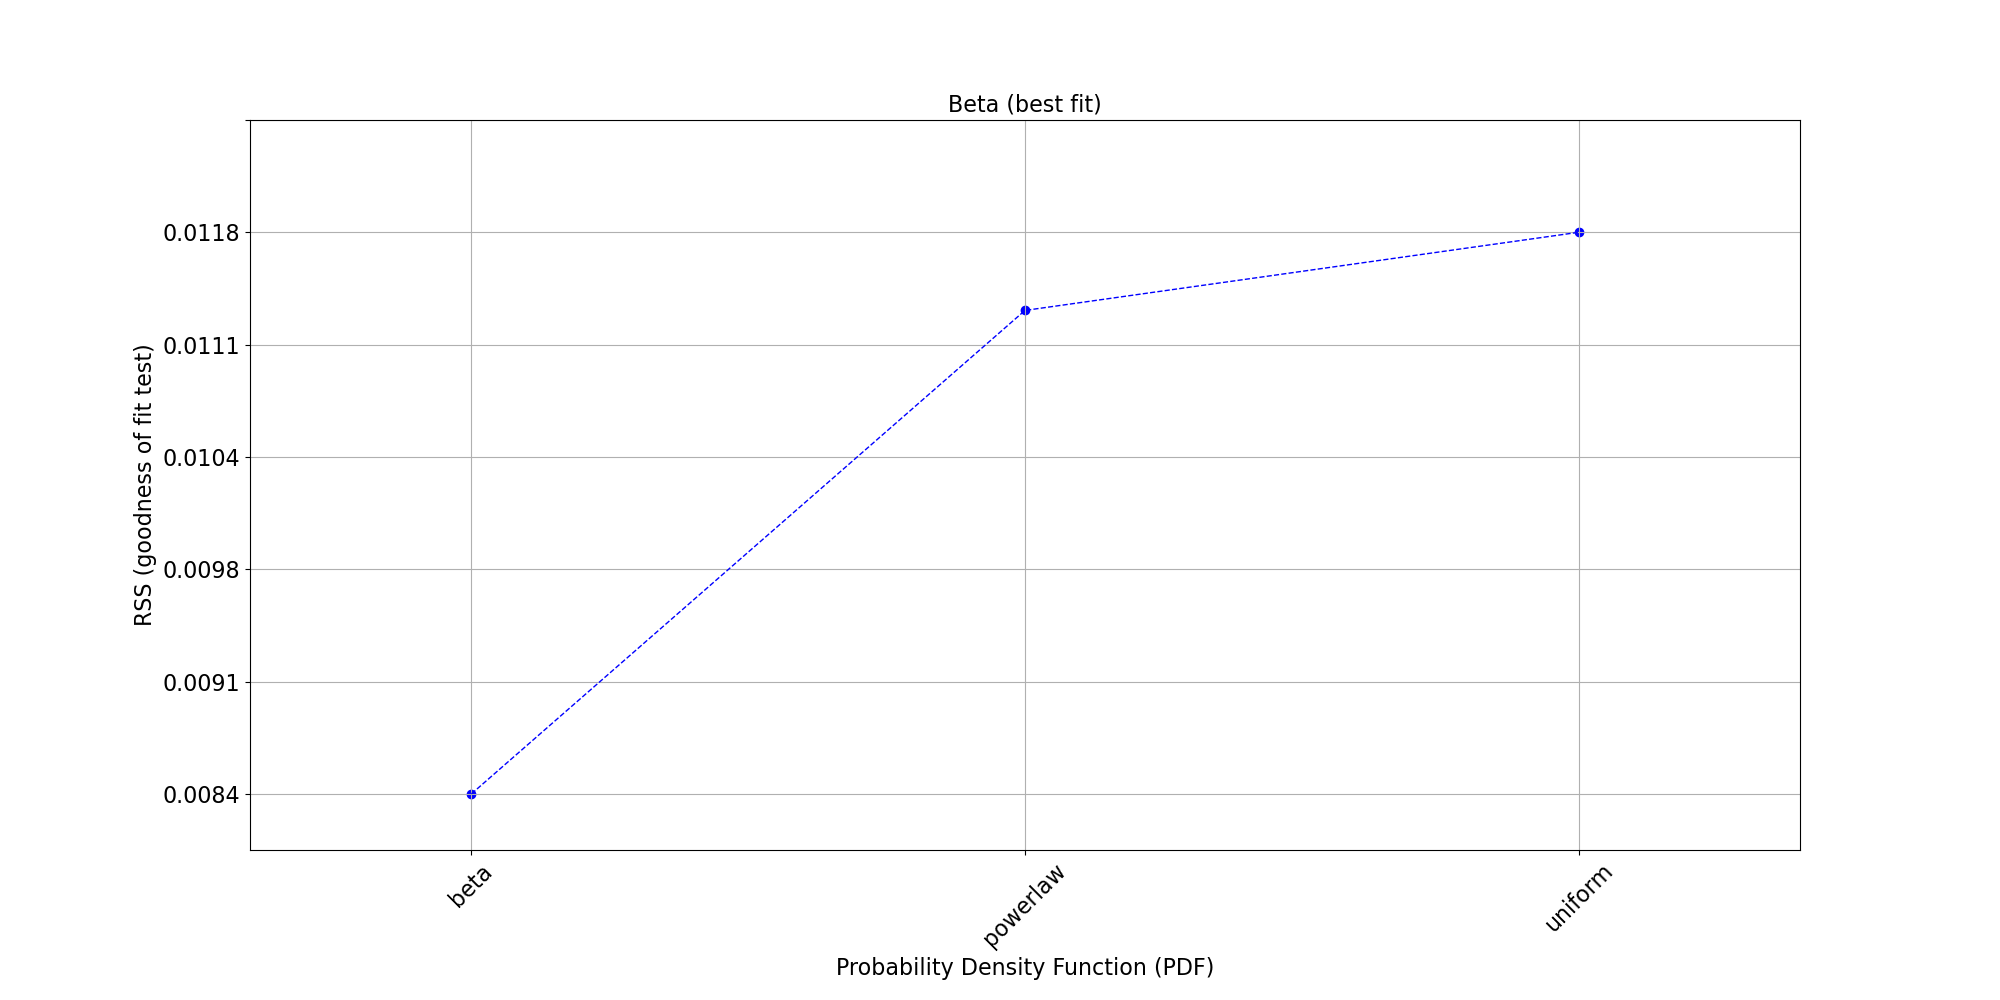 Beta (best fit)
RSS (goodness of fit test)
0.0118
0.0111
0.0104
0.0098
0.0091
0.0084
beta
powerlaw
uniform
Probability Density Function (PDF)